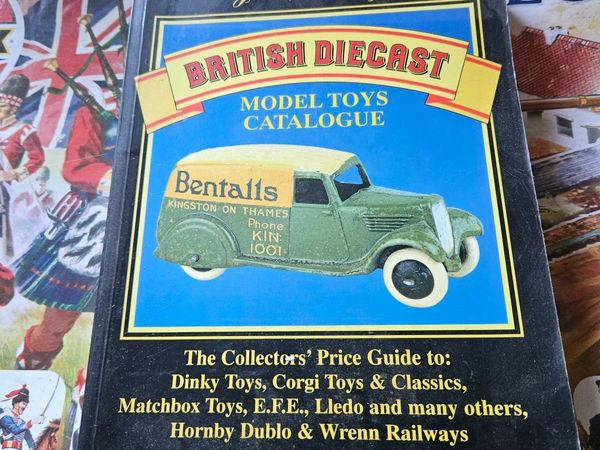 BRITISH DIECAST
MODEL TOYS
CATALOGUE
Bentalls
KINGSTON-ON THAMES
Phone
KIN
1001
The Collectors' Price Guide to:
Dinky Toys, Corgi Toys & Classics,
Matchbox Toys, E.F.E., Lledo and many others,
Hornby Dublo & Wrenn Railways